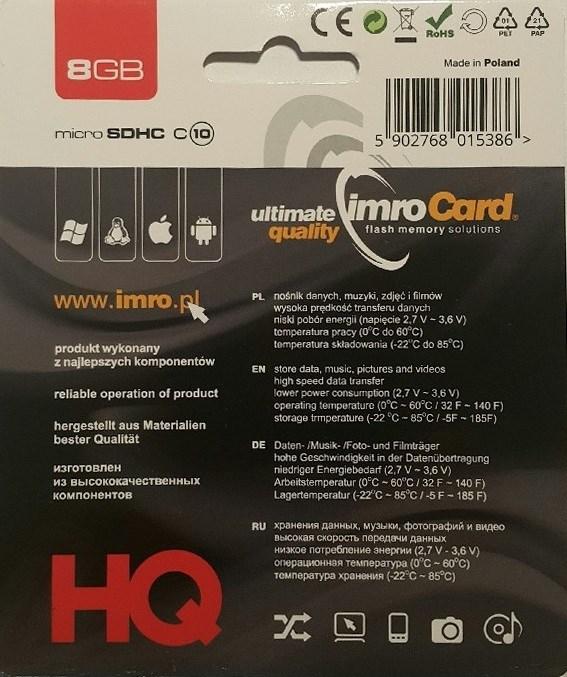 CE
RoHS
01
PET
21
PAP
8GB
Made in Poland
micro SDHC C10
5 902768 015386 >
ultimate
quality
imroCard®
flash memory solutions
www.imro.pl
produkt wykonany
z najlepszych komponentów
reliable operation of product
hergestellt aus Materialien
bester Qualität
изготовлен
из высококачественных
компонентов
PL nośnik danych, muzyki, zdjęć i filmów
wysoka prędkość transferu danych
niski pobór energii (napięcie 2,7 V ~ 3,6 V)
temperatura pracy (0°C do 60°C)
temperatura składowania (-22°C do 85°C)
EN store data, music, pictures and videos
high speed data transfer
lower power consumption (2,7 V ~ 3,6 V)
operating temperature (0°C ~ 60°C / 32 F ~ 140 F)
storage trmperature (-22 °C ~ 85°C / -5F ~ 185F)
DE Daten- /Musik- /Foto- und Filmträger
hohe Geschwindigkeit in der Datenübertragung
niedriger Energiebedarf (2,7 V ~ 3,6 V)
Arbeitstemperatur (0°C ~ 60°C / 32 F ~ 140 F)
Lagertemperatur (-22°C ~ 85°C / -5 F ~ 185 F)
RU хранения данных, музыки, фотографий и видео
высокая скорость передачи данных
низкое потребление энергии (2,7 V - 3,6 V)
операционная температура (0°C ~ 60°C)
температура хранения (-22°C ~ 85°C)
HQ